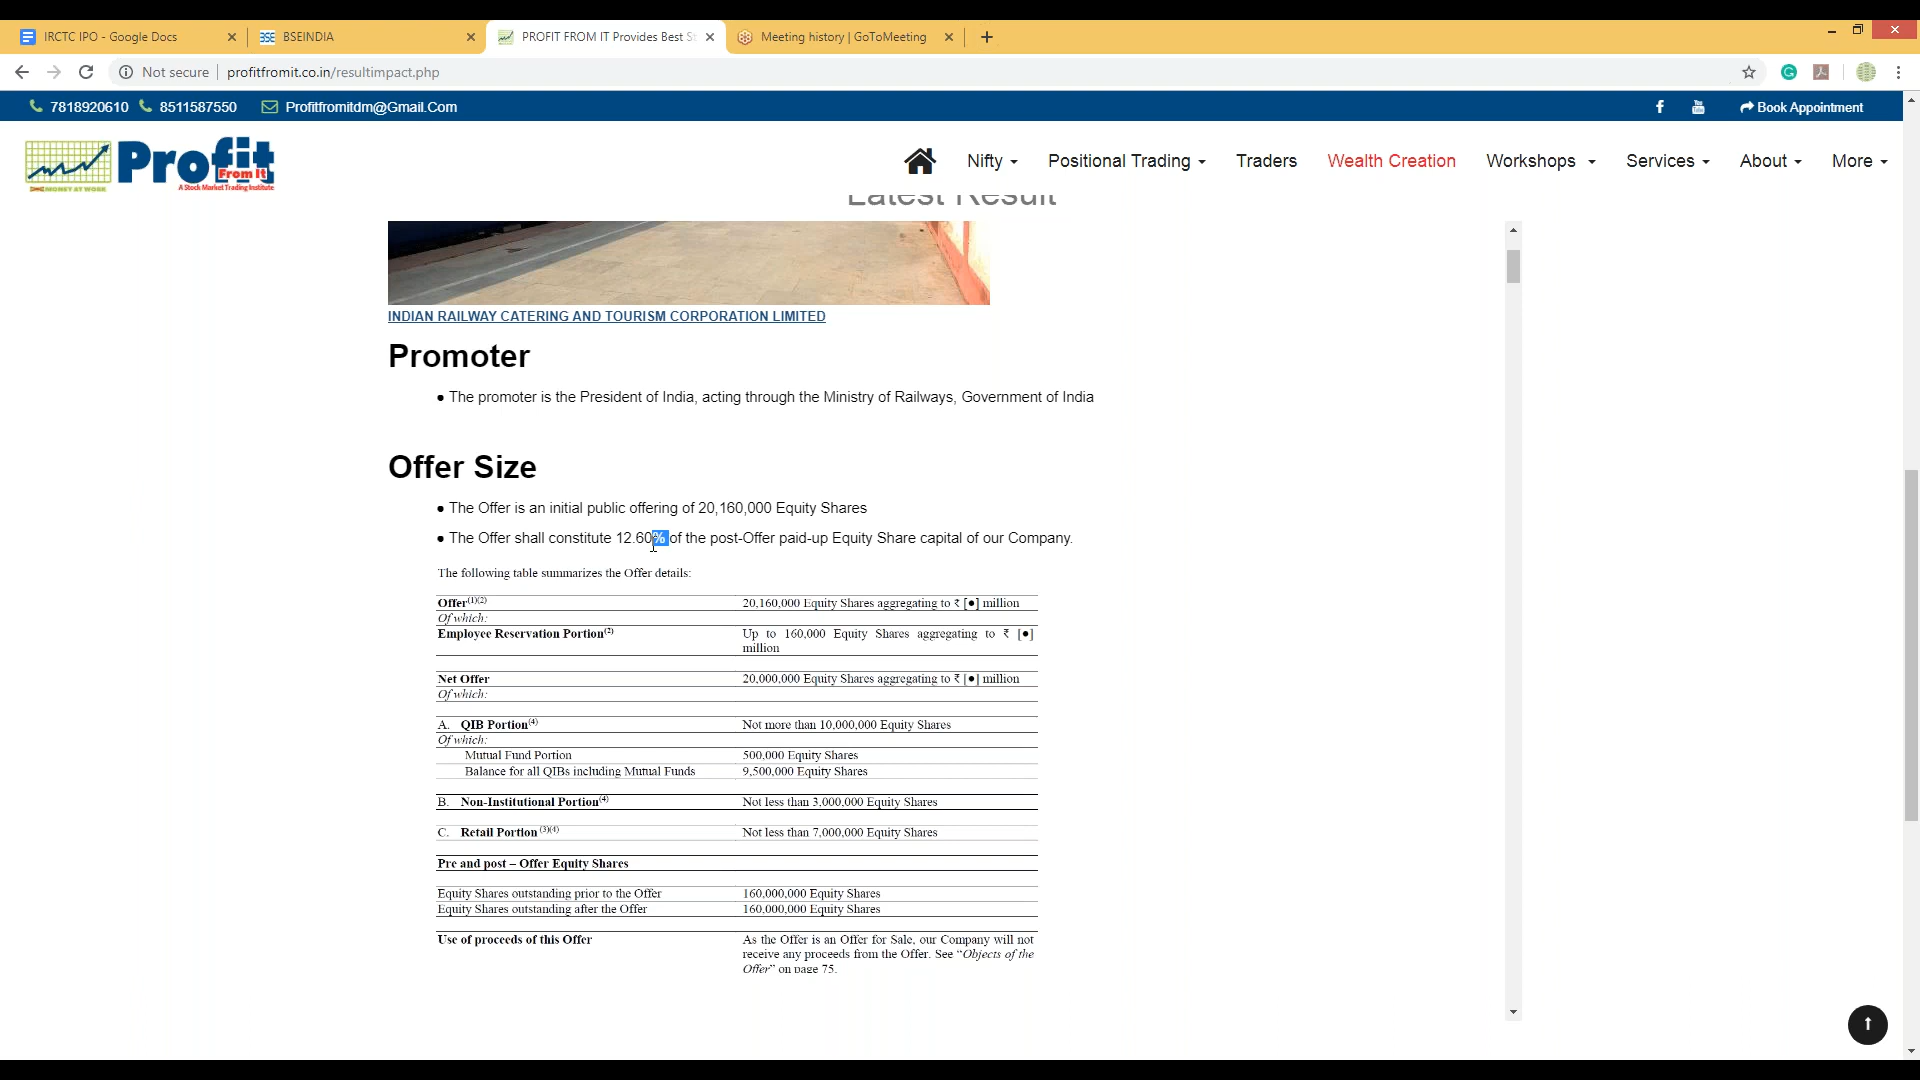 IRCTC IPO - Google Docs
BSEINDIA
PROFIT FROM IT Provides Best S
Meeting history | GoToMeeting
Not secure
profitfromit.co.in/resultimpact.php
7818920610 8511587550 Profitfromitdm@Gmail.Com
Book Appointment
Profit
From It
A Stock Market Trading Institute
MONEY AT WORK
Nifty Positional Trading Traders Wealth Creation Workshops Services About More
Latest Result
INDIAN RAILWAY CATERING AND TOURISM CORPORATION LIMITED
Promoter
● The promoter is the President of India, acting through the Ministry of Railways, Government of India
Offer Size
● The Offer is an initial public offering of 20,160,000 Equity Shares
● The Offer shall constitute 12.60% of the post-Offer paid-up Equity Share capital of our Company.
The following table summarizes the Offer details:
Offer(1)(2) 20,160,000 Equity Shares aggregating to ₹ [●] million
Of which:
Employee Reservation Portion(2) Up to 160,000 Equity Shares aggregating to ₹ [●]
million
Net Offer 20,000,000 Equity Shares aggregating to ₹ [●] million
Of which:
A. QIB Portion(4) Not more than 10,000,000 Equity Shares
Of which:
Mutual Fund Portion 500,000 Equity Shares
Balance for all QIBs including Mutual Funds 9,500,000 Equity Shares
B. Non-Institutional Portion(4) Not less than 3,000,000 Equity Shares
C. Retail Portion (3)(4) Not less than 7,000,000 Equity Shares
Pre and post – Offer Equity Shares
Equity Shares outstanding prior to the Offer 160,000,000 Equity Shares
Equity Shares outstanding after the Offer 160,000,000 Equity Shares
Use of proceeds of this Offer As the Offer is an Offer for Sale, our Company will not
receive any proceeds from the Offer. See “Objects of the
Offer” on page 75.